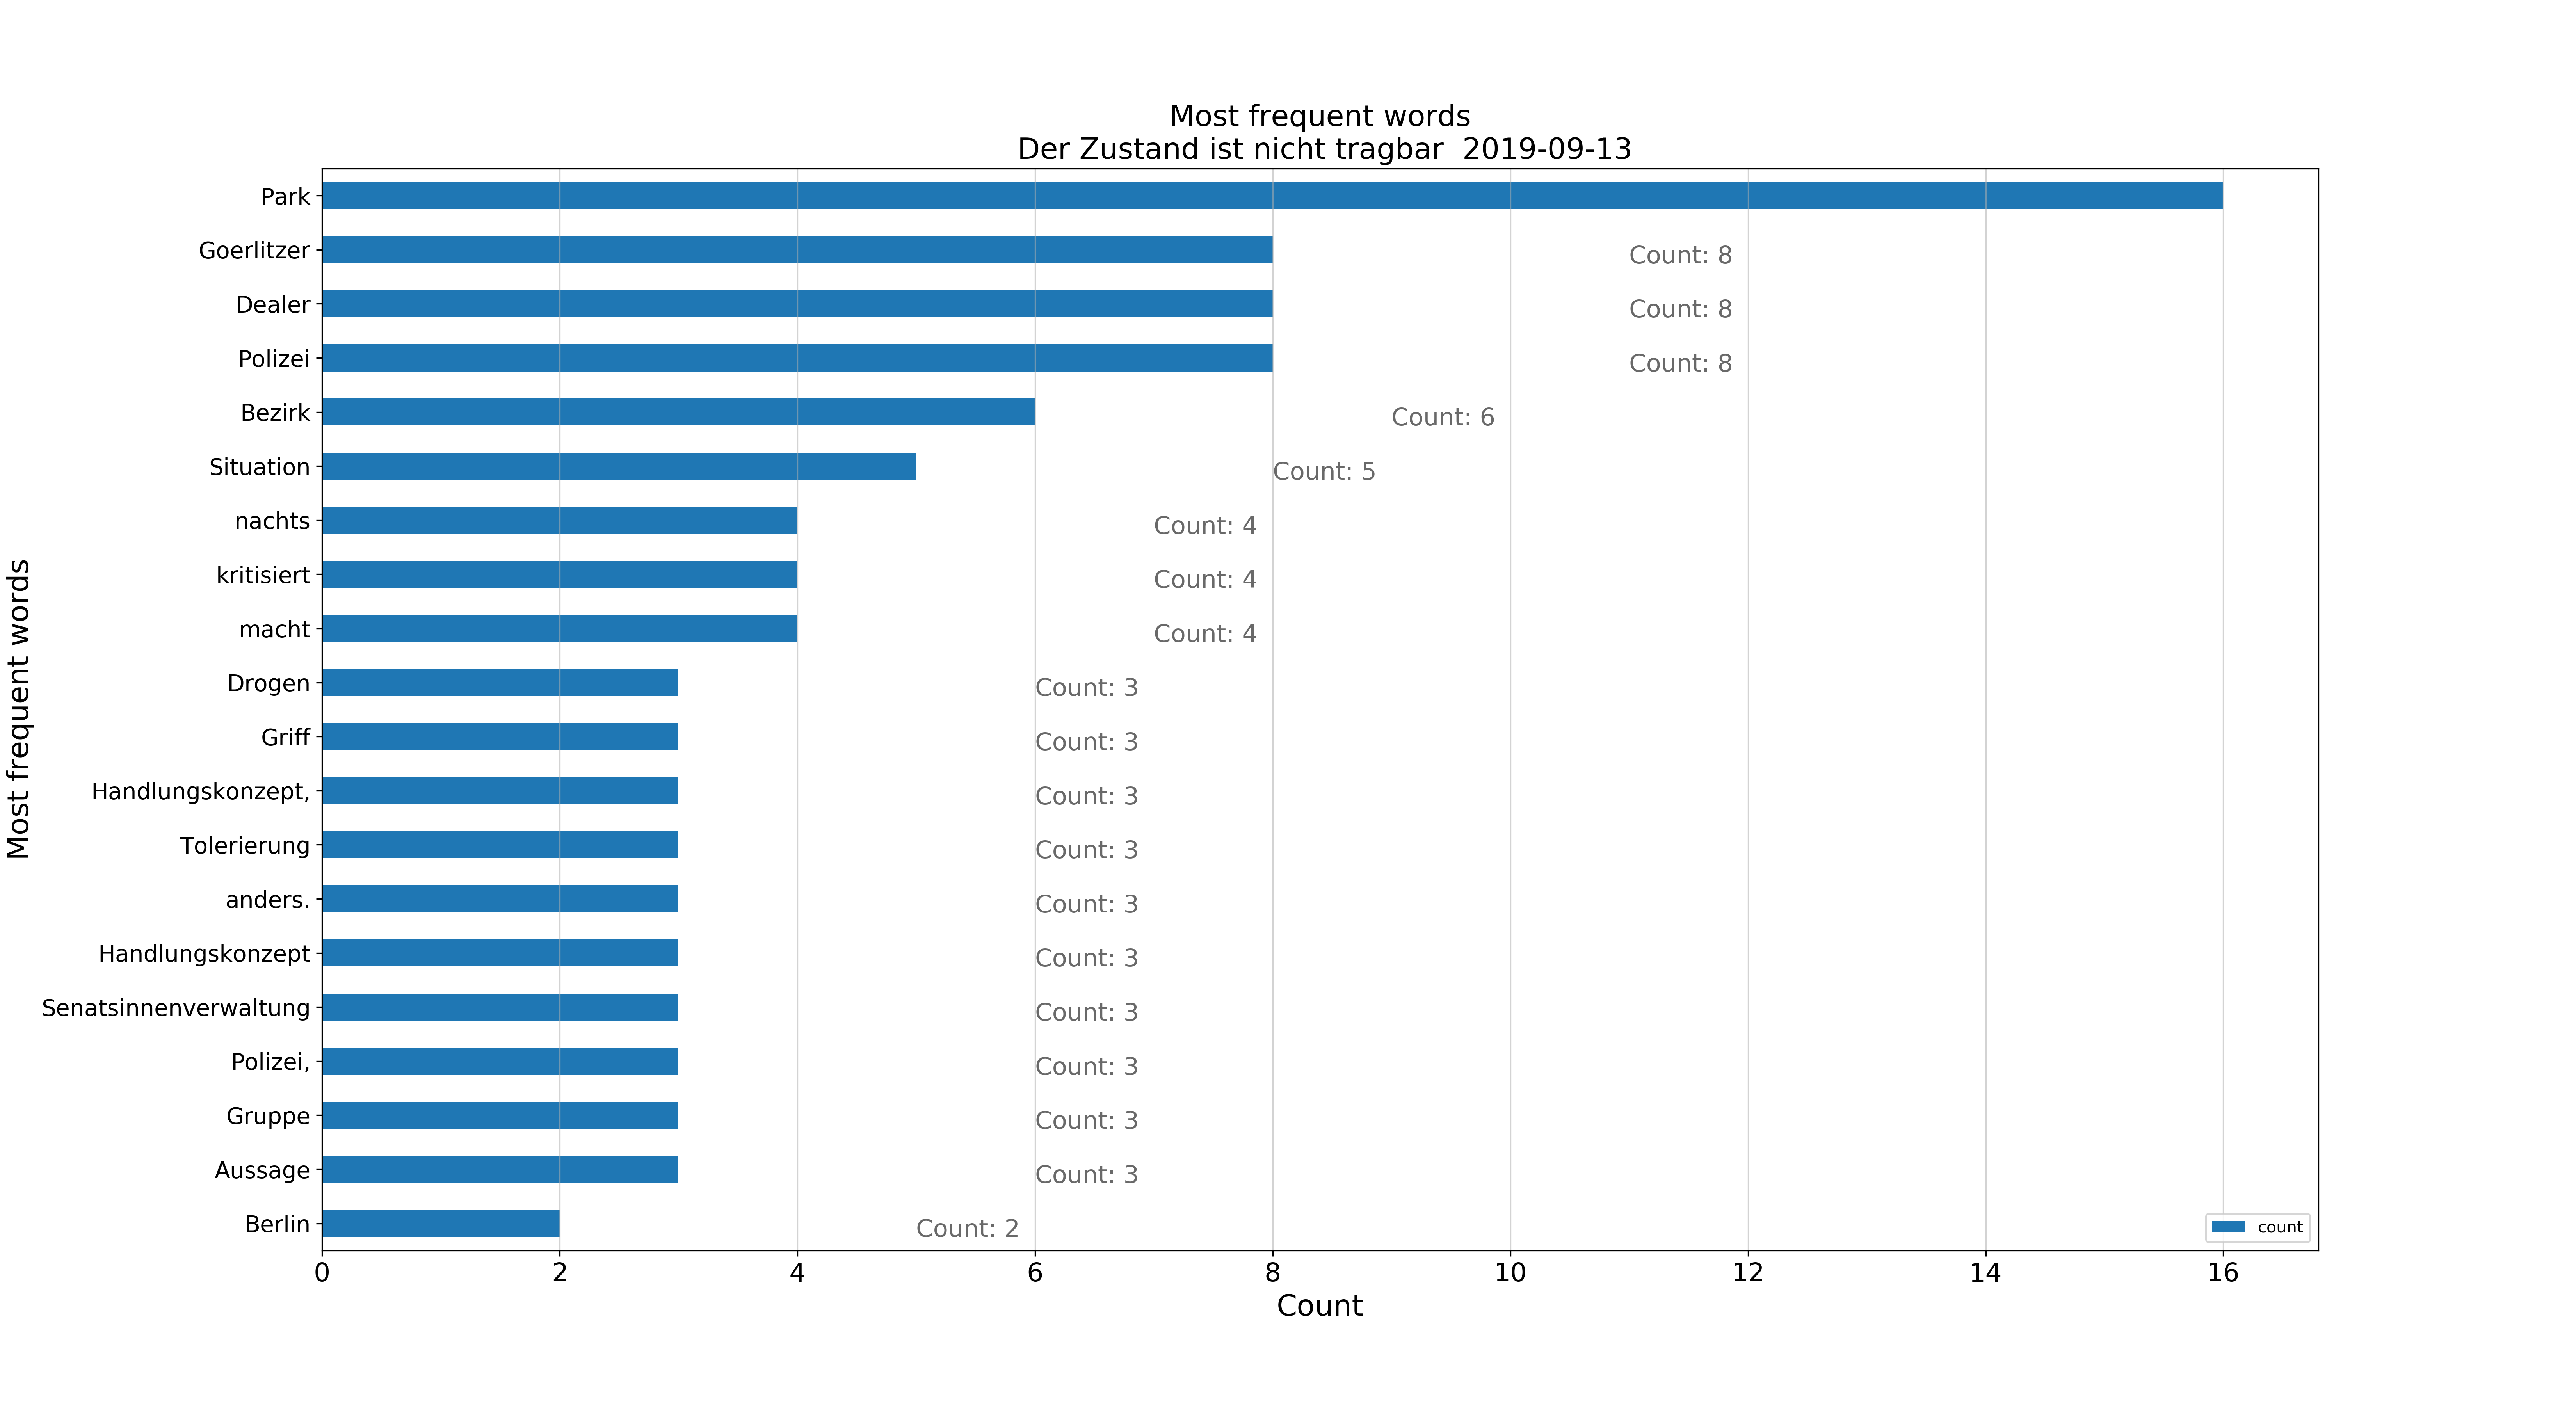 Most frequent words
Der Zustand ist nicht tragbar  2019-09-13
Most frequent words
Park
Goerlitzer Count: 8
Dealer Count: 8
Polizei Count: 8
Bezirk Count: 6
Situation Count: 5
nachts Count: 4
kritisiert Count: 4
macht Count: 4
Drogen Count: 3
Griff Count: 3
Handlungskonzept, Count: 3
Tolerierung Count: 3
anders. Count: 3
Handlungskonzept Count: 3
Senatsinnenverwaltung Count: 3
Polizei, Count: 3
Gruppe Count: 3
Aussage Count: 3
Berlin Count: 2
count
0 2 4 6 8 10 12 14 16
Count